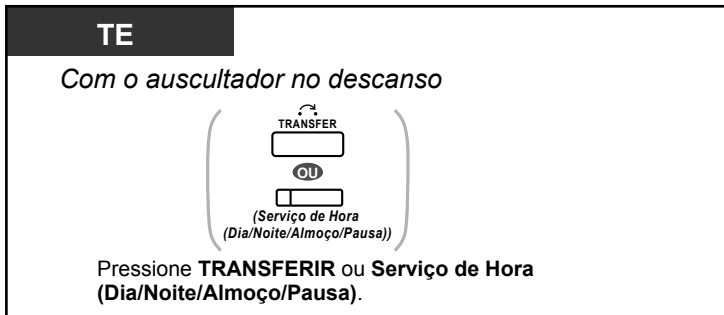 TE
Com o auscultador no descanso
TRANSFER
OU
(Serviço de Hora
(Dia/Noite/Almoço/Pausa))
Pressione TRANSFERIR ou Serviço de Hora
(Dia/Noite/Almoço/Pausa).